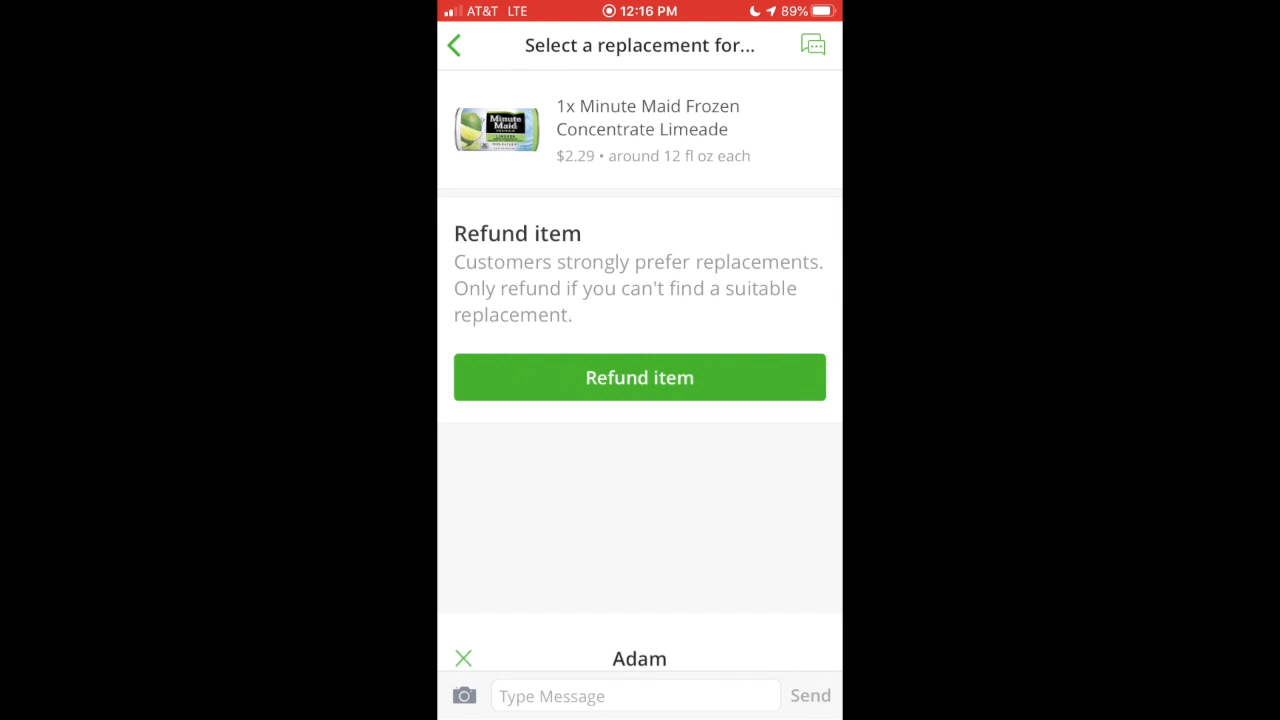 AT&T LTE 12:16 PM 89%
Select a replacement for...
Minute
Maid
1x Minute Maid Frozen
Concentrate Limeade
$2.29 • around 12 fl oz each
Refund item
Customers strongly prefer replacements.
Only refund if you can't find a suitable
replacement.
Refund item
Adam
Type Message
Send